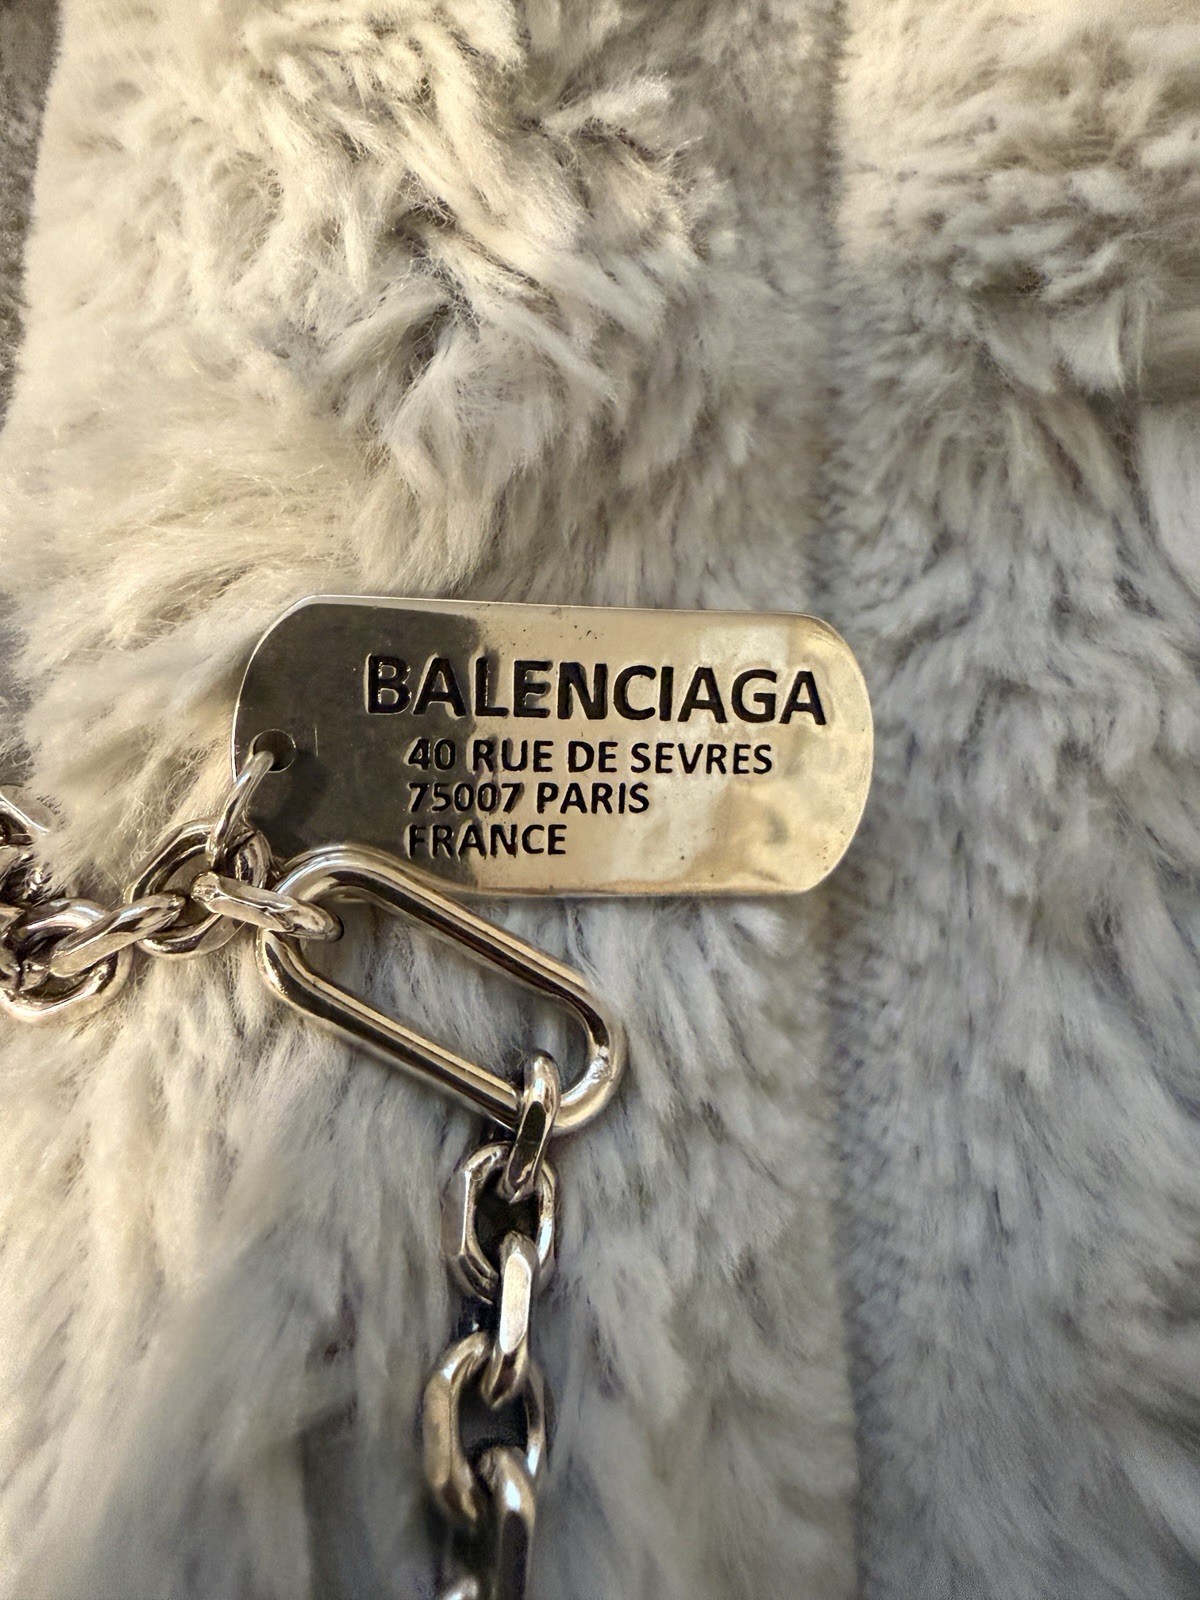 BALENCIAGA
40 RUE DE SEVRES
75007 PARIS
FRANCE